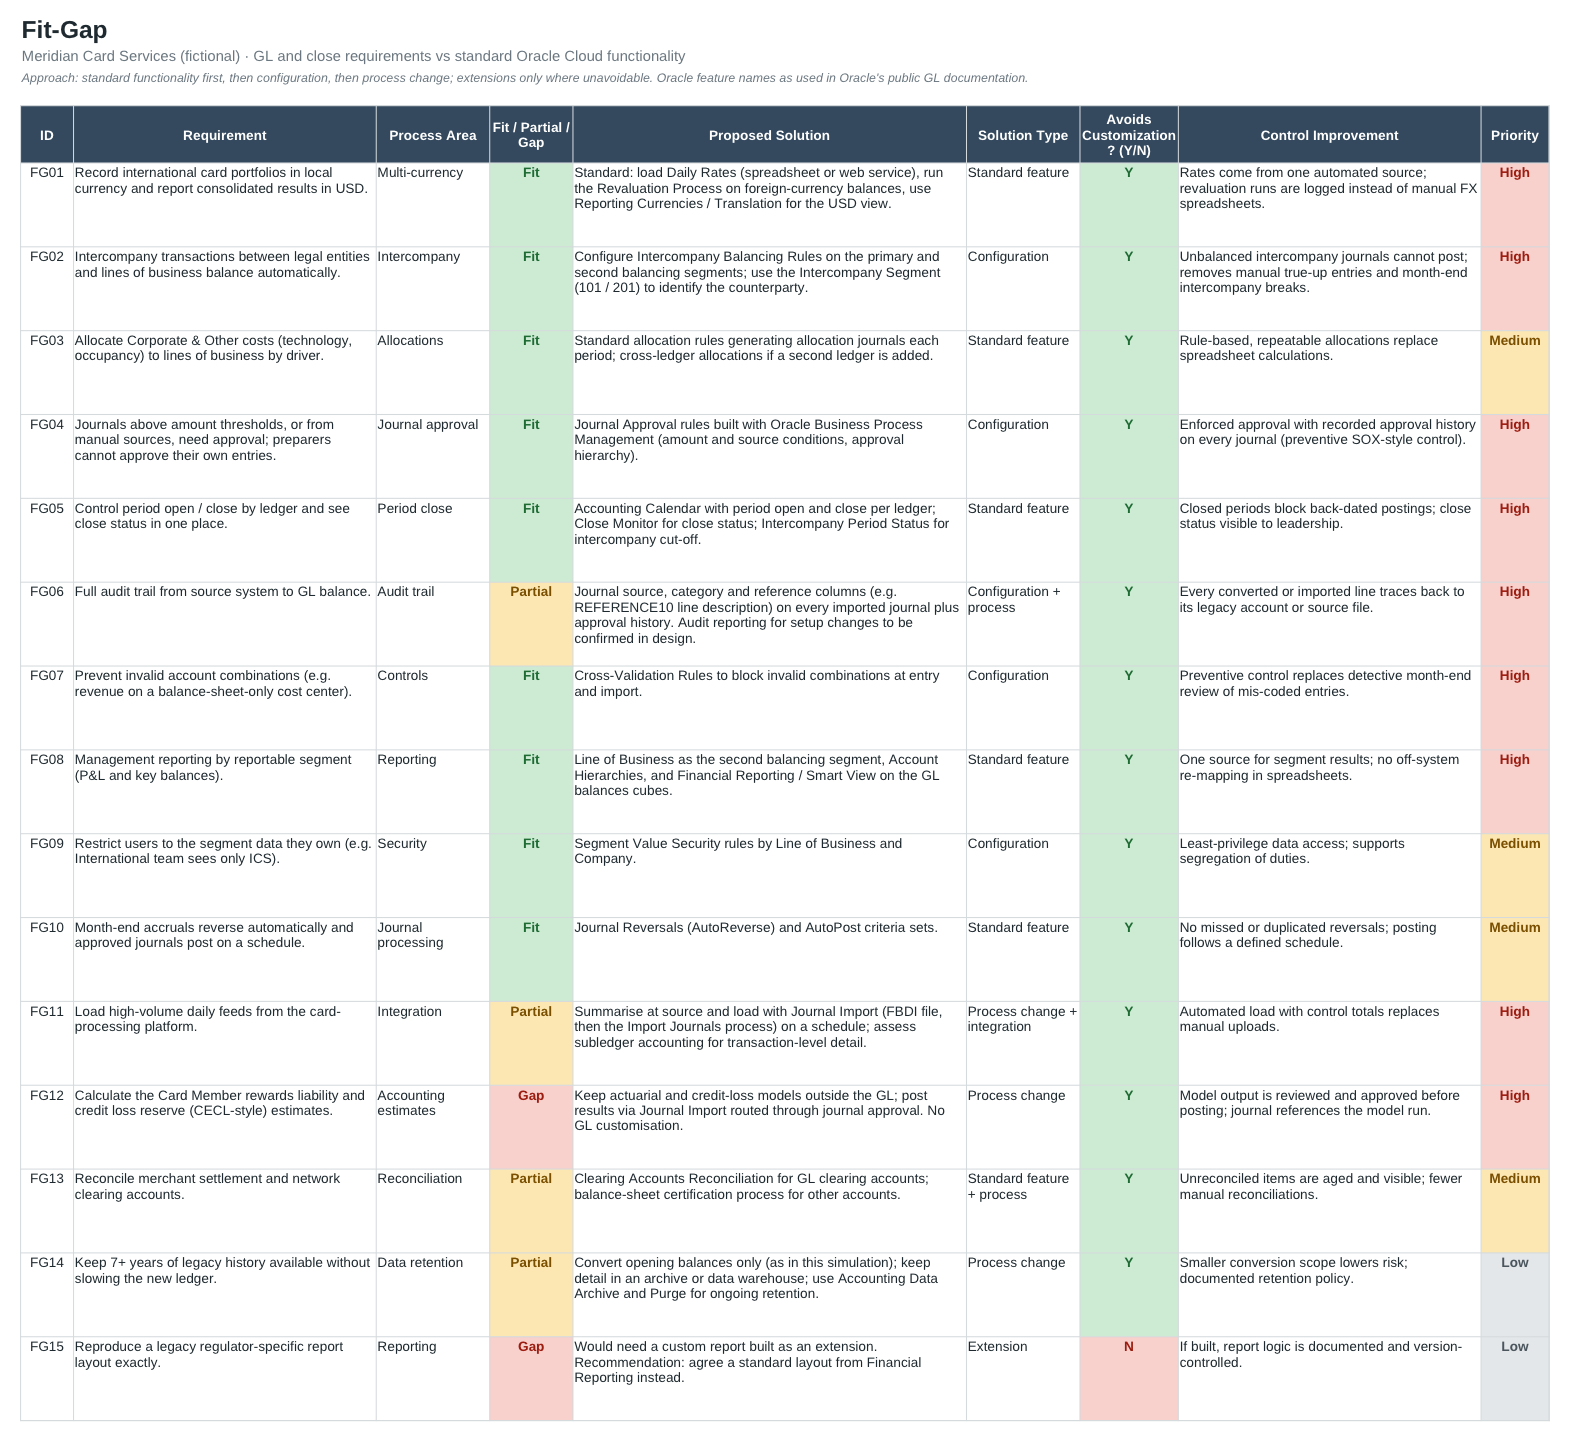 Fit-Gap
Meridian Card Services (fictional) · GL and close requirements vs standard Oracle Cloud functionality
Approach: standard functionality first, then configuration, then process change; extensions only where unavoidable. Oracle feature names as used in Oracle's public GL documentation.
ID
Requirement
Process Area
Fit / Partial /
Gap
Proposed Solution
Solution Type
Avoids
Customization
? (Y/N)
Control Improvement
Priority
FG01
Record international card portfolios in local
currency and report consolidated results in USD.
Multi-currency
Fit
Standard: load Daily Rates (spreadsheet or web service), run
the Revaluation Process on foreign-currency balances, use
Reporting Currencies / Translation for the USD view.
Standard feature
Y
Rates come from one automated source;
revaluation runs are logged instead of manual FX
spreadsheets.
High
FG02
Intercompany transactions between legal entities
and lines of business balance automatically.
Intercompany
Fit
Configure Intercompany Balancing Rules on the primary and
second balancing segments; use the Intercompany Segment
(101 / 201) to identify the counterparty.
Configuration
Y
Unbalanced intercompany journals cannot post;
removes manual true-up entries and month-end
intercompany breaks.
High
FG03
Allocate Corporate & Other costs (technology,
occupancy) to lines of business by driver.
Allocations
Fit
Standard allocation rules generating allocation journals each
period; cross-ledger allocations if a second ledger is added.
Standard feature
Y
Rule-based, repeatable allocations replace
spreadsheet calculations.
Medium
FG04
Journals above amount thresholds, or from
manual sources, need approval; preparers
cannot approve their own entries.
Journal approval
Fit
Journal Approval rules built with Oracle Business Process
Management (amount and source conditions, approval
hierarchy).
Configuration
Y
Enforced approval with recorded approval history
on every journal (preventive SOX-style control).
High
FG05
Control period open / close by ledger and see
close status in one place.
Period close
Fit
Accounting Calendar with period open and close per ledger;
Close Monitor for close status; Intercompany Period Status for
intercompany cut-off.
Standard feature
Y
Closed periods block back-dated postings; close
status visible to leadership.
High
FG06
Full audit trail from source system to GL balance.
Audit trail
Partial
Journal source, category and reference columns (e.g.
REFERENCE10 line description) on every imported journal plus
approval history. Audit reporting for setup changes to be
confirmed in design.
Configuration +
process
Y
Every converted or imported line traces back to
its legacy account or source file.
High
FG07
Prevent invalid account combinations (e.g.
revenue on a balance-sheet-only cost center).
Controls
Fit
Cross-Validation Rules to block invalid combinations at entry
and import.
Configuration
Y
Preventive control replaces detective month-end
review of mis-coded entries.
High
FG08
Management reporting by reportable segment
(P&L and key balances).
Reporting
Fit
Line of Business as the second balancing segment, Account
Hierarchies, and Financial Reporting / Smart View on the GL
balances cubes.
Standard feature
Y
One source for segment results; no off-system
re-mapping in spreadsheets.
High
FG09
Restrict users to the segment data they own (e.g.
International team sees only ICS).
Security
Fit
Segment Value Security rules by Line of Business and
Company.
Configuration
Y
Least-privilege data access; supports
segregation of duties.
Medium
FG10
Month-end accruals reverse automatically and
approved journals post on a schedule.
Journal
processing
Fit
Journal Reversals (AutoReverse) and AutoPost criteria sets.
Standard feature
Y
No missed or duplicated reversals; posting
follows a defined schedule.
Medium
FG11
Load high-volume daily feeds from the card-
processing platform.
Integration
Partial
Summarise at source and load with Journal Import (FBDI file,
then the Import Journals process) on a schedule; assess
subledger accounting for transaction-level detail.
Process change +
integration
Y
Automated load with control totals replaces
manual uploads.
High
FG12
Calculate the Card Member rewards liability and
credit loss reserve (CECL-style) estimates.
Accounting
estimates
Gap
Keep actuarial and credit-loss models outside the GL; post
results via Journal Import routed through journal approval. No
GL customisation.
Process change
Y
Model output is reviewed and approved before
posting; journal references the model run.
High
FG13
Reconcile merchant settlement and network
clearing accounts.
Reconciliation
Partial
Clearing Accounts Reconciliation for GL clearing accounts;
balance-sheet certification process for other accounts.
Standard feature
+ process
Y
Unreconciled items are aged and visible; fewer
manual reconciliations.
Medium
FG14
Keep 7+ years of legacy history available without
slowing the new ledger.
Data retention
Partial
Convert opening balances only (as in this simulation); keep
detail in an archive or data warehouse; use Accounting Data
Archive and Purge for ongoing retention.
Process change
Y
Smaller conversion scope lowers risk;
documented retention policy.
Low
FG15
Reproduce a legacy regulator-specific report
layout exactly.
Reporting
Gap
Would need a custom report built as an extension.
Recommendation: agree a standard layout from Financial
Reporting instead.
Extension
N
If built, report logic is documented and version-
controlled.
Low